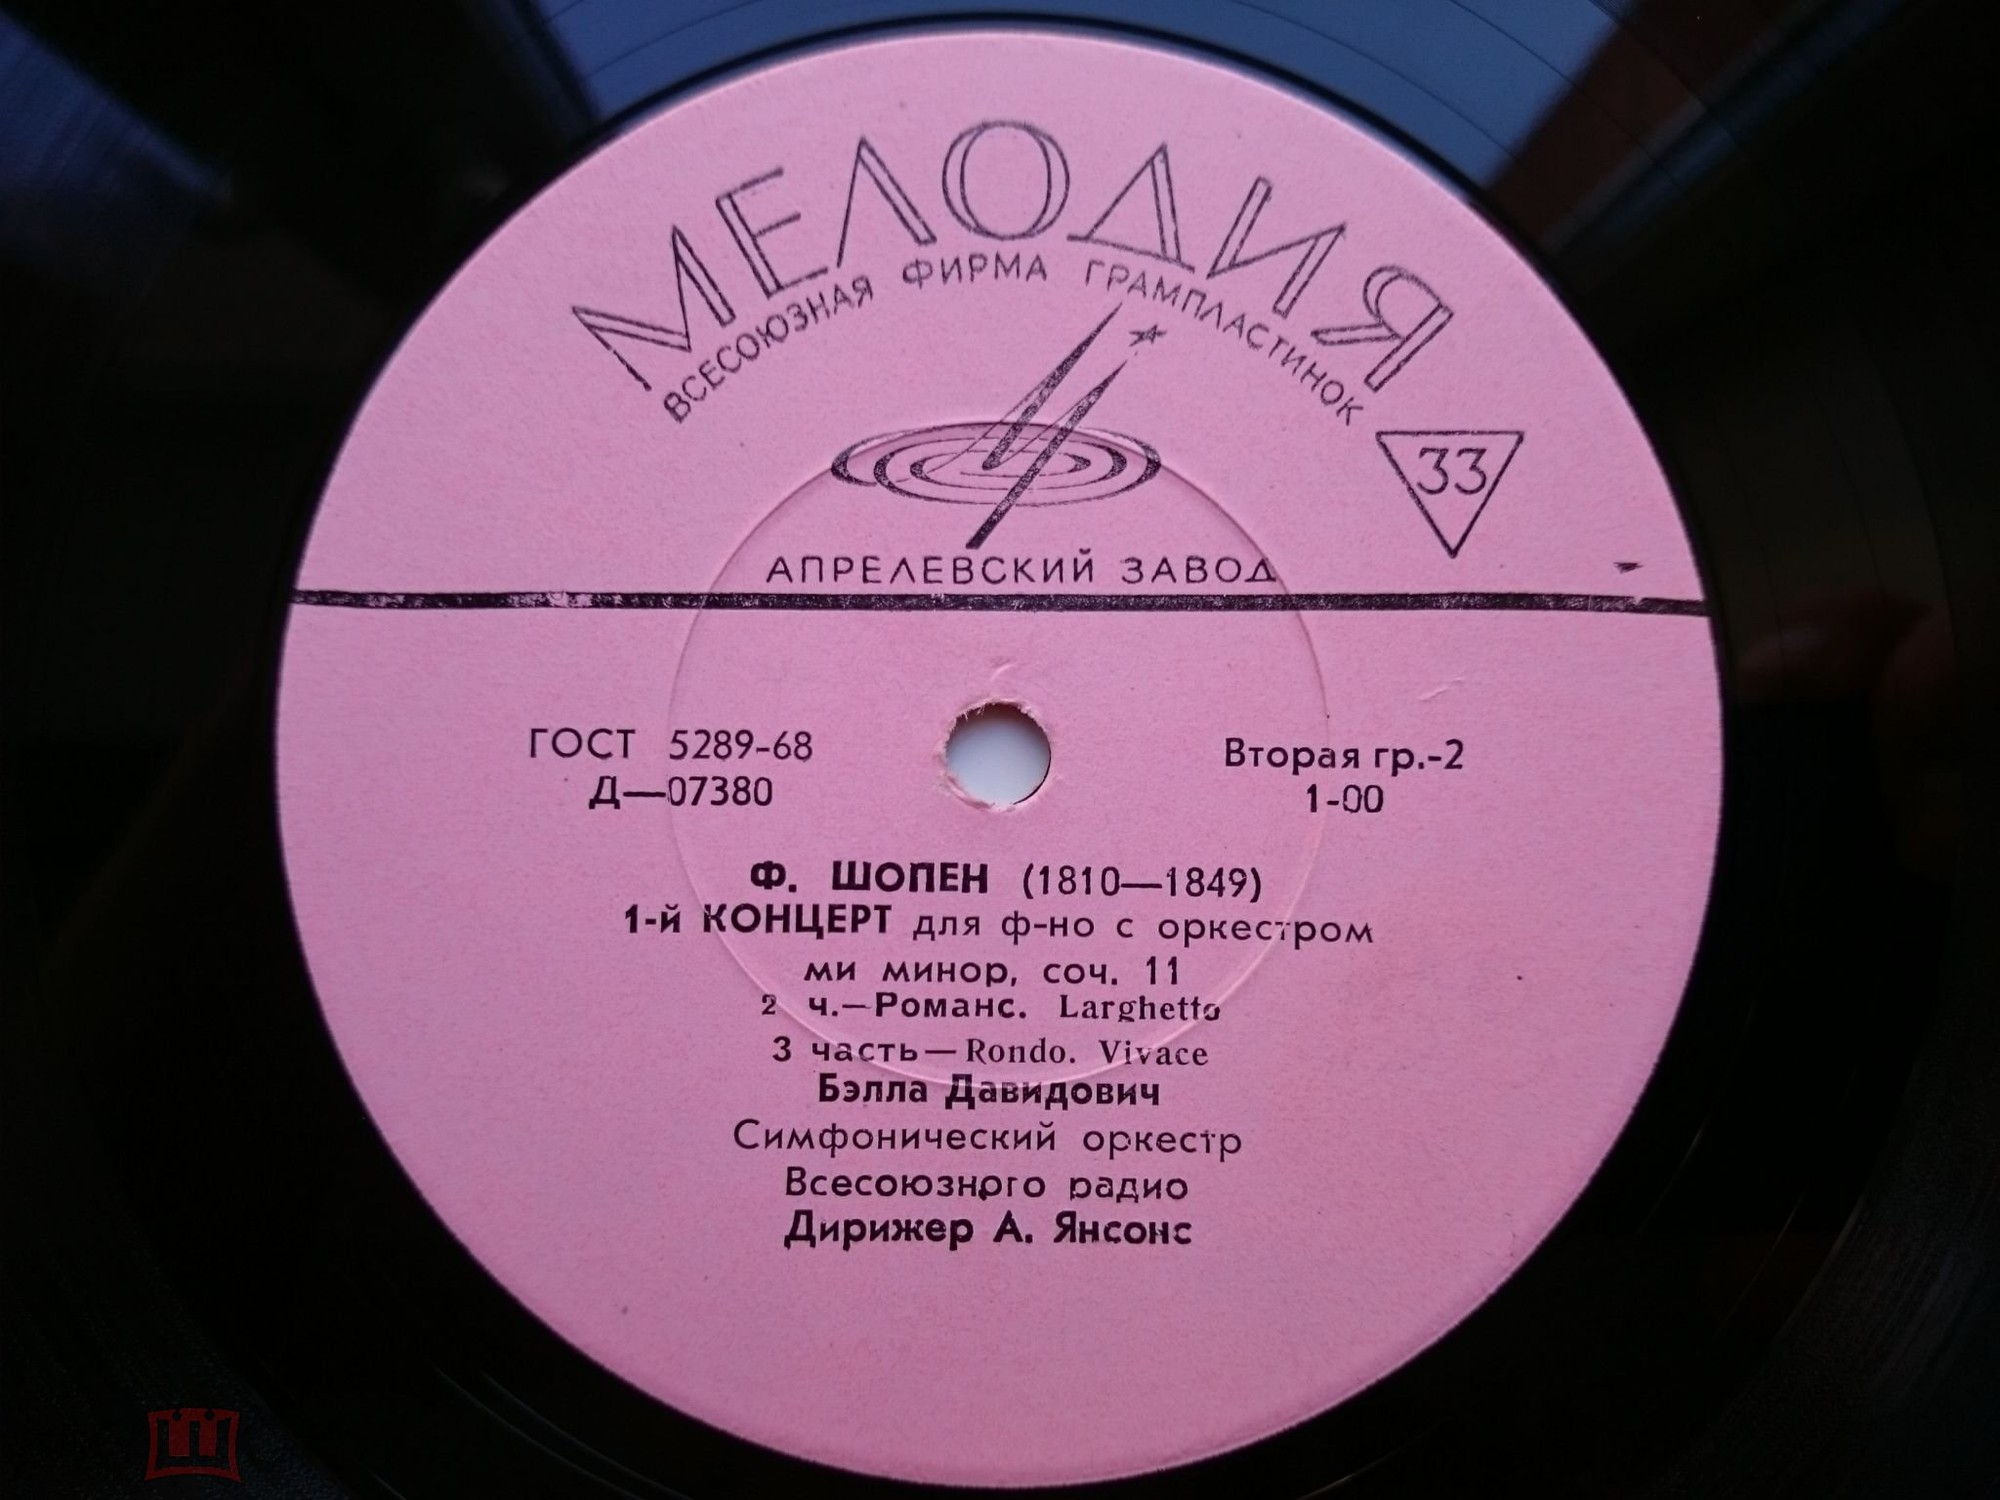 МЕЛОДИЯ
ВСЕСОЮЗНАЯ ФИРМА ГРАМПЛАСТИНОК
33
АПРЕЛЕВСКИЙ ЗАВОД
ГОСТ 5289-68
Д—07380
Вторая гр.-2
1-00
Ф. ШОПЕН (1810—1849)
1-й КОНЦЕРТ для ф-но с оркестром
ми минор, соч. 11
2 ч.—Романс. Larghetto
3 часть—Rondo. Vivace
Бэлла Давидович
Симфонический оркестр
Всесоюзного радио
Дирижер А. Янсонс